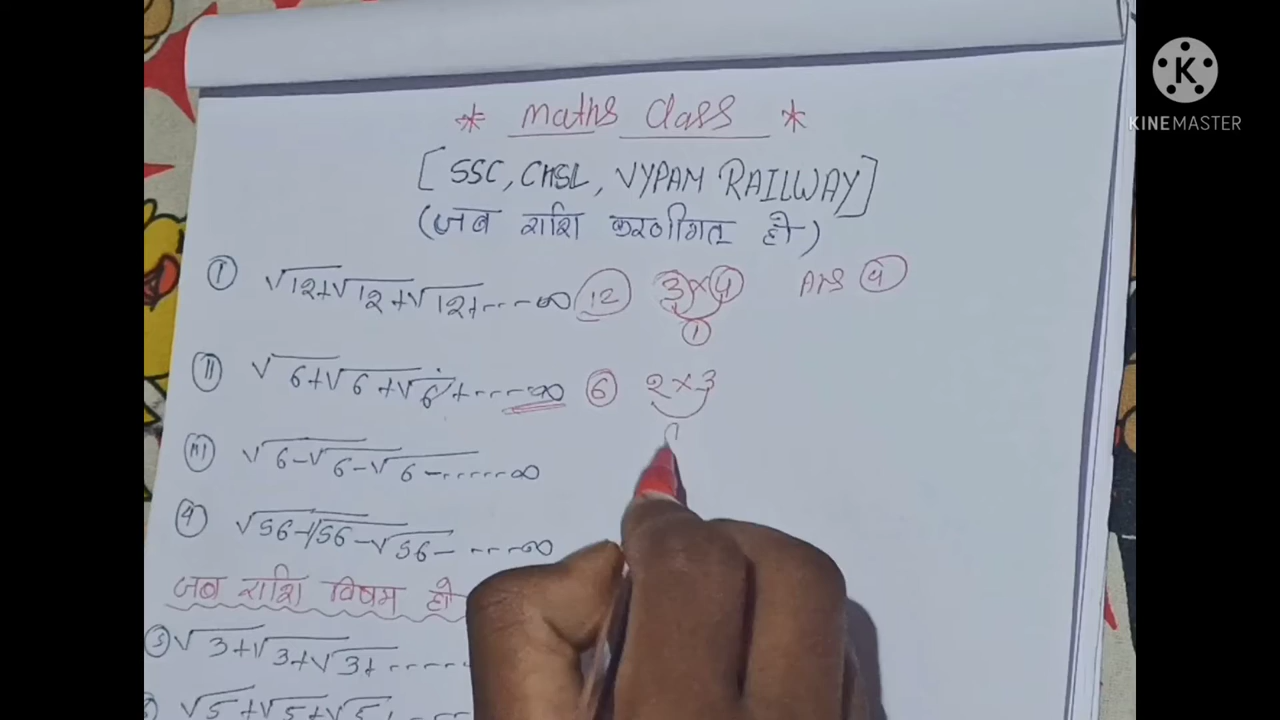 * maths class *
[SSC, CHSL, VYPAM RAILWAY]
(जब राशि करणीगत हो)
I √12+√12+√12+----∞ 12 3×4 Ans 4
1
II √6+√6+√6+----∞ 6 2×3
III √6-√6-√6-......∞
4 √56-√56-√56-....∞
जब राशि विषम हो
5 √3+√3+√3+......
√5+√5+√5+
K
KINEMASTER